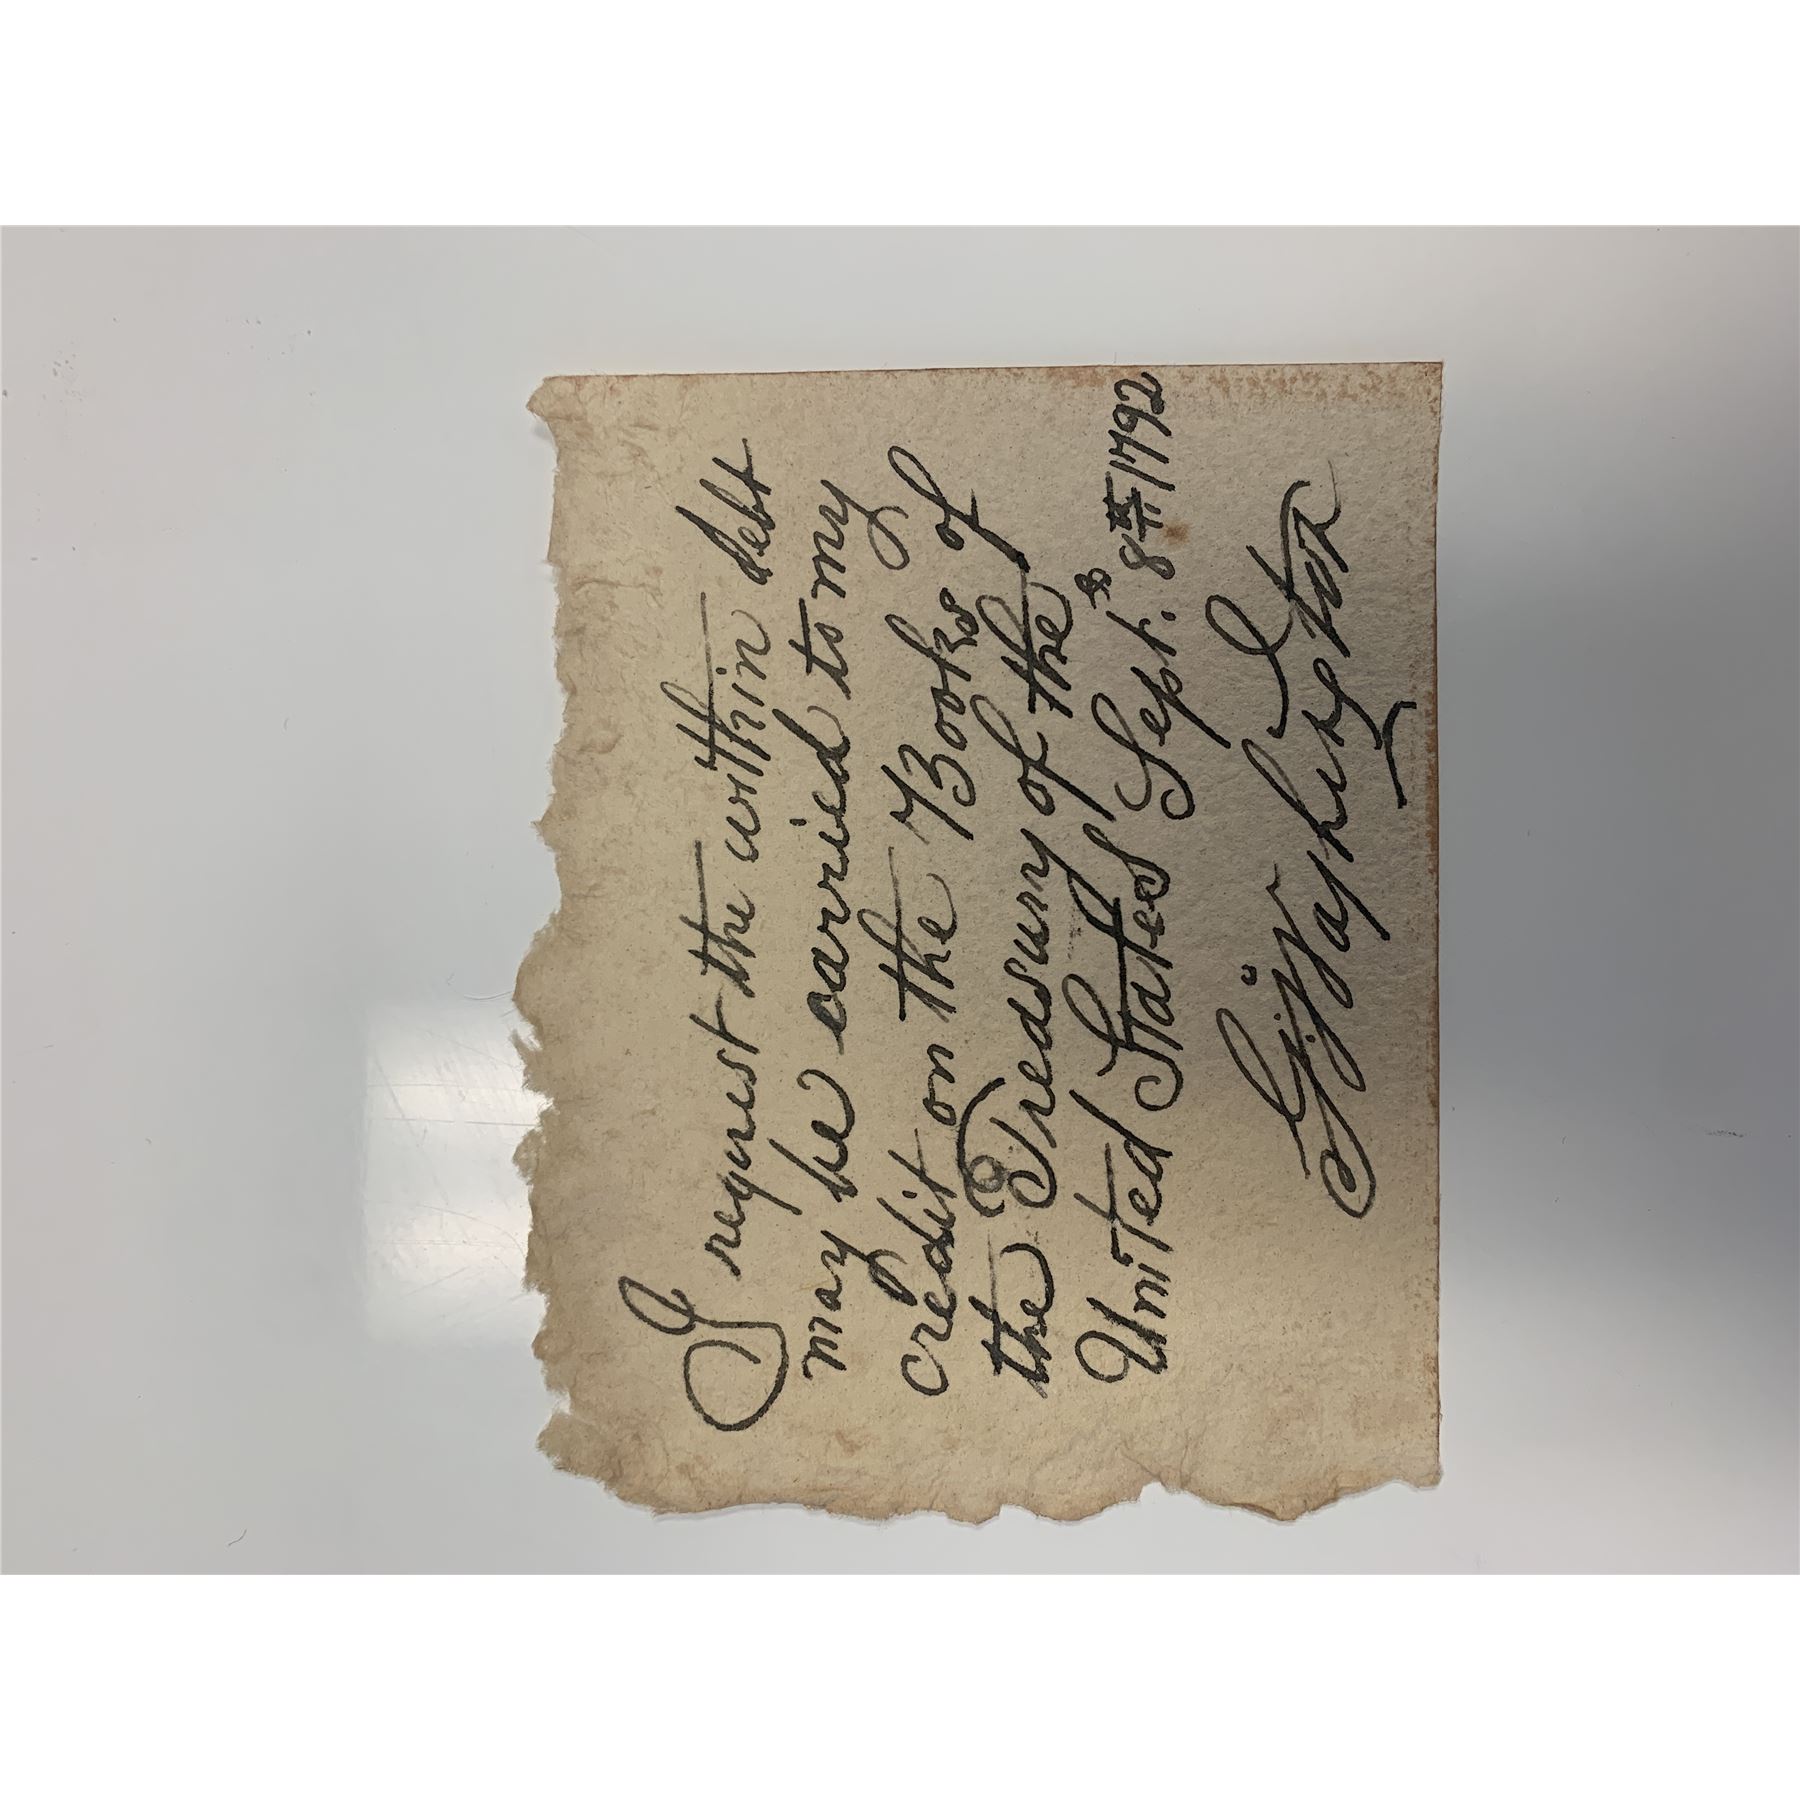 I request the within debt
may be carried to my
credit on the Books of
the Treasury of the
United States Sept. 8th 1792
G:Washington